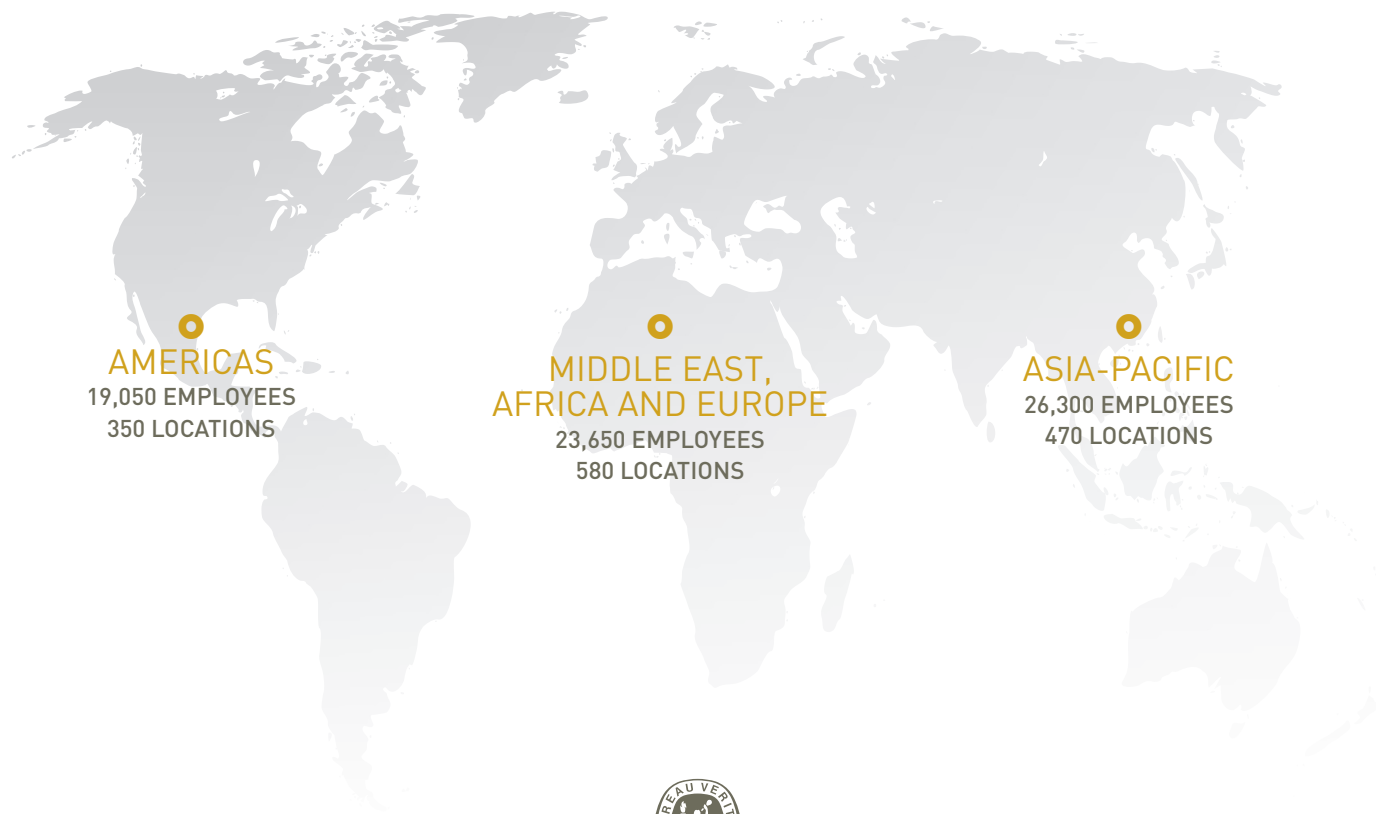 AMERICAS
19,050 EMPLOYEES
350 LOCATIONS
MIDDLE EAST,
AFRICA AND EUROPE
23,650 EMPLOYEES
580 LOCATIONS
ASIA-PACIFIC
26,300 EMPLOYEES
470 LOCATIONS